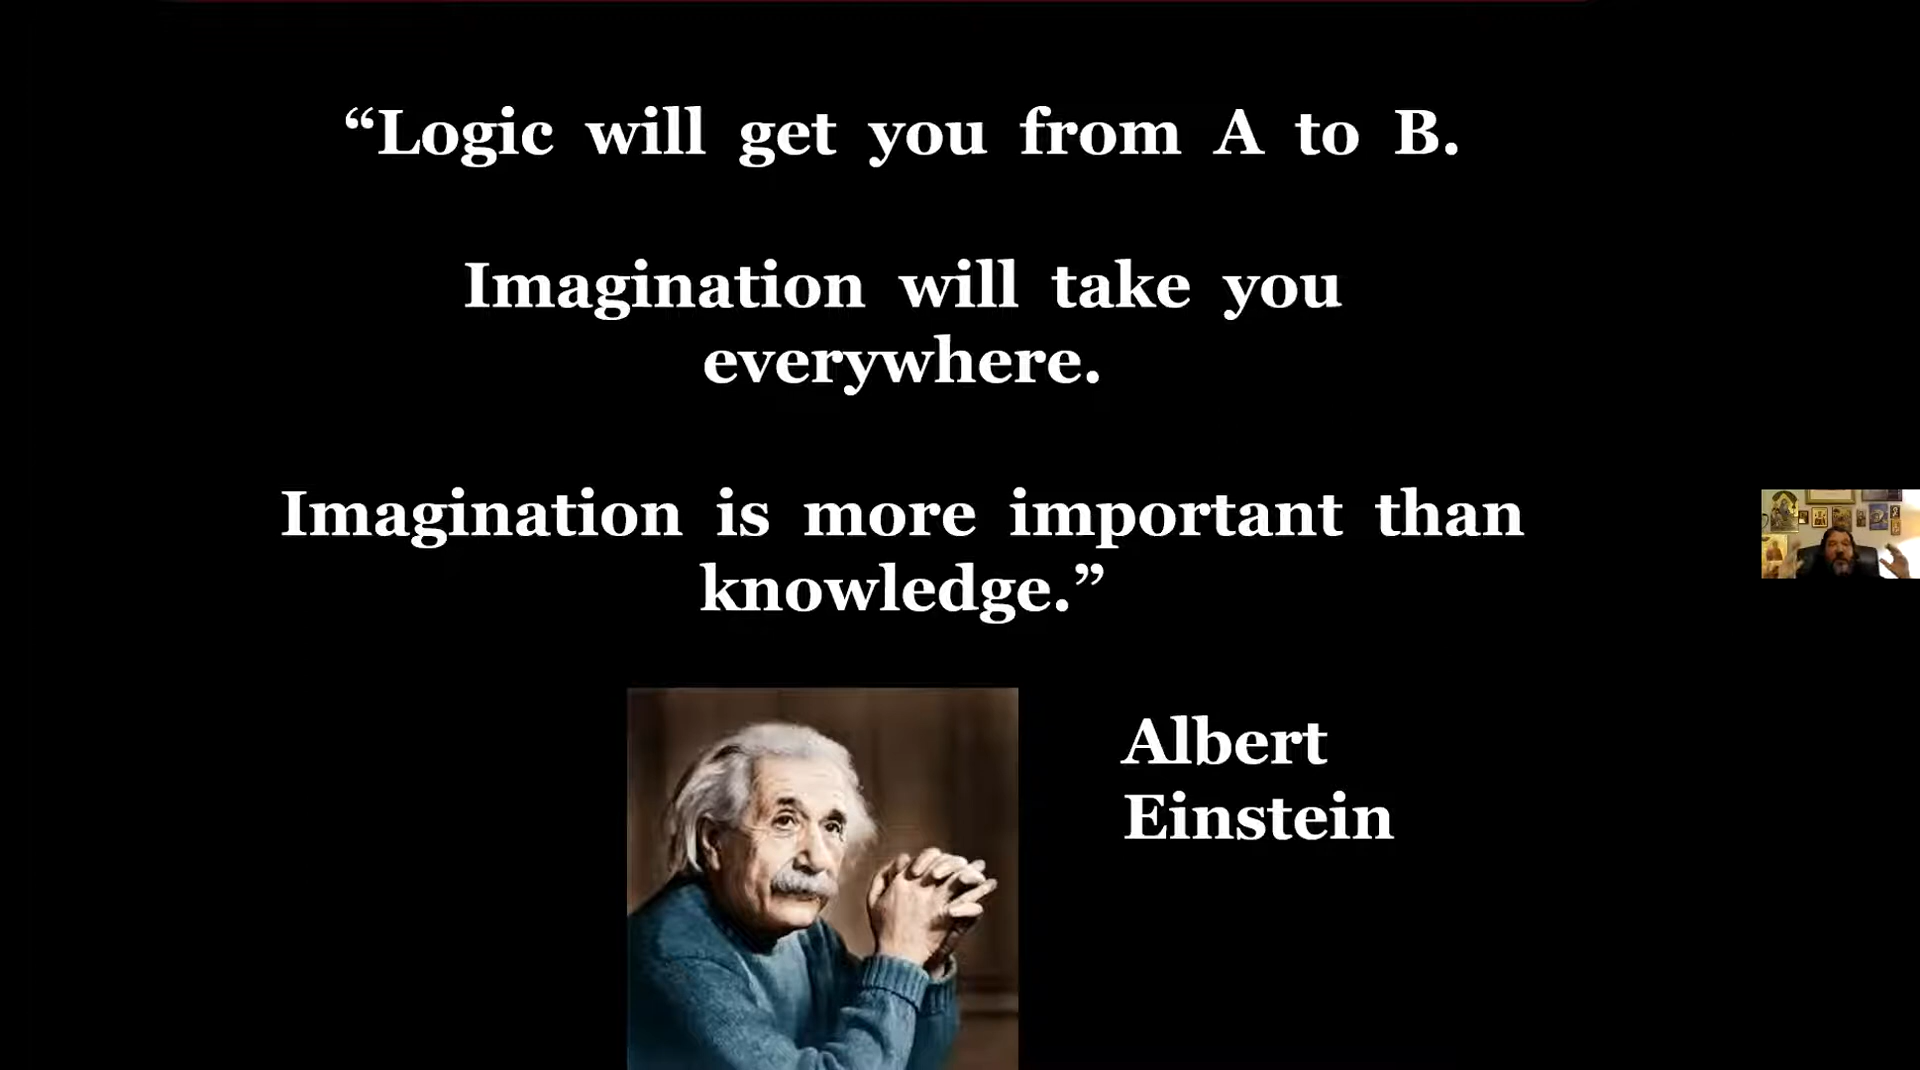 “Logic will get you from A to B.
Imagination will take you
everywhere.
Imagination is more important than
knowledge.”
Albert
Einstein